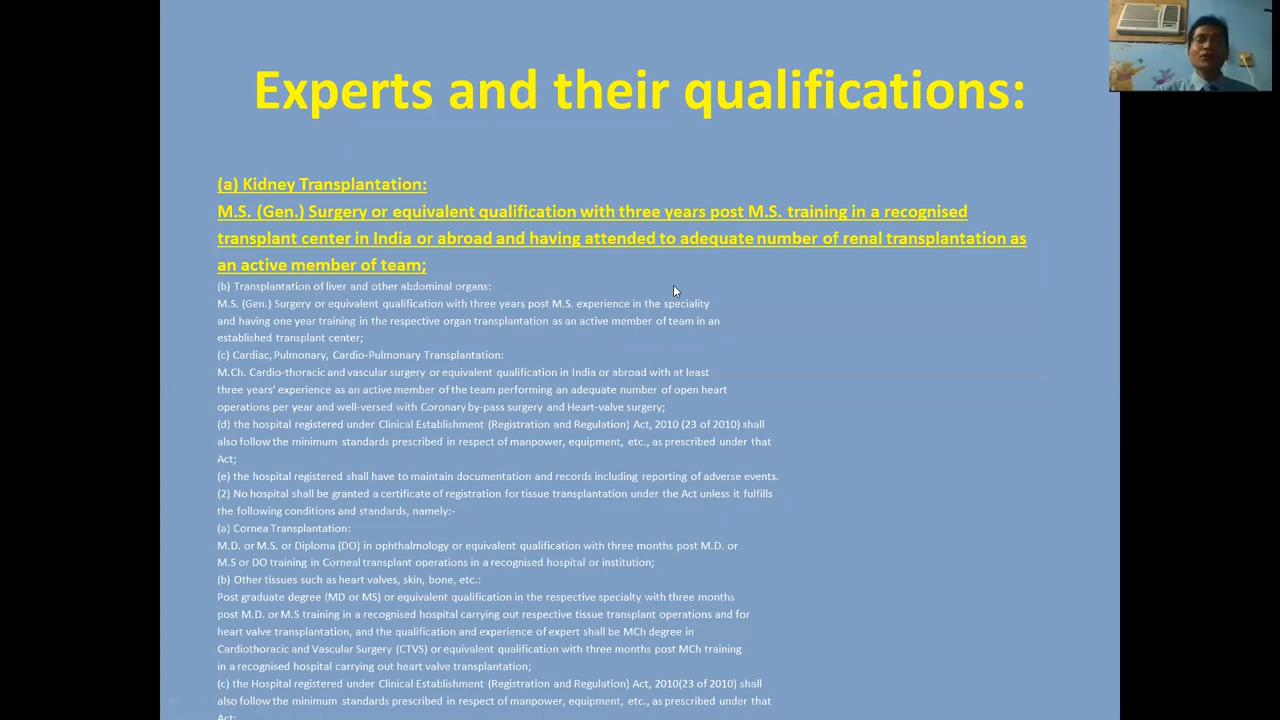 Experts and their qualifications:
(a) Kidney Transplantation:
M.S. (Gen.) Surgery or equivalent qualification with three years post M.S. training in a recognised
transplant center in India or abroad and having attended to adequate number of renal transplantation as
an active member of team;
(b) Transplantation of liver and other abdominal organs:
M.S. (Gen.) Surgery or equivalent qualification with three years post M.S. experience in the speciality
and having one year training in the respective organ transplantation as an active member of team in an
established transplant center;
(c) Cardiac, Pulmonary, Cardio-Pulmonary Transplantation:
M.Ch. Cardio-thoracic and vascular surgery or equivalent qualification in India or abroad with at least
three years’ experience as an active member of the team performing an adequate number of open heart
operations per year and well-versed with Coronary by-pass surgery and Heart-valve surgery;
(d) the hospital registered under Clinical Establishment (Registration and Regulation) Act, 2010 (23 of 2010) shall
also follow the minimum standards prescribed in respect of manpower, equipment, etc., as prescribed under that
Act;
(e) the hospital registered shall have to maintain documentation and records including reporting of adverse events.
(2) No hospital shall be granted a certificate of registration for tissue transplantation under the Act unless it fulfills
the following conditions and standards, namely:-
(a) Cornea Transplantation:
M.D. or M.S. or Diploma (DO) in ophthalmology or equivalent qualification with three months post M.D. or
M.S or DO training in Corneal transplant operations in a recognised hospital or institution;
(b) Other tissues such as heart valves, skin, bone, etc.:
Post graduate degree (MD or MS) or equivalent qualification in the respective specialty with three months
post M.D. or M.S training in a recognised hospital carrying out respective tissue transplant operations and for
heart valve transplantation, and the qualification and experience of expert shall be MCh degree in
Cardiothoracic and Vascular Surgery (CTVS) or equivalent qualification with three months post MCh training
in a recognised hospital carrying out heart valve transplantation;
(c) the Hospital registered under Clinical Establishment (Registration and Regulation) Act, 2010(23 of 2010) shall
also follow the minimum standards prescribed in respect of manpower, equipment, etc., as prescribed under that
Act;